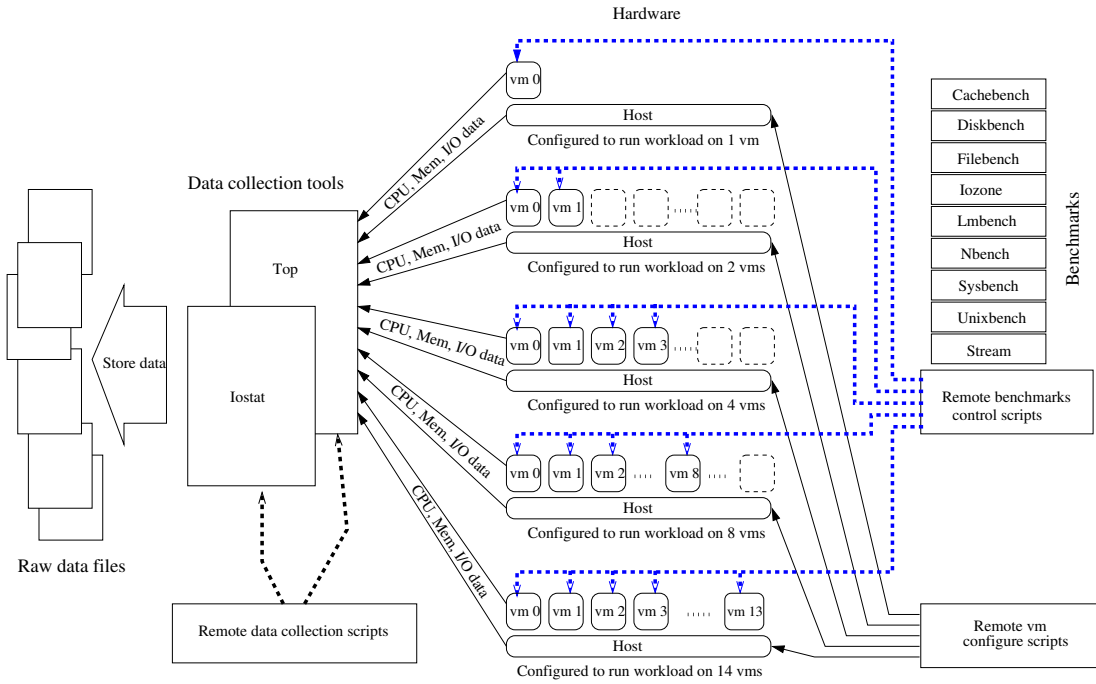 Hardware
vm 0
Host
Configured to run workload on 1 vm
CPU, Mem, I/O data
vm 0
vm 1
......
Host
Configured to run workload on 2 vms
CPU, Mem, I/O data
vm 0
vm 1
vm 2
vm 3
.....
Host
Configured to run workload on 4 vms
CPU, Mem, I/O data
vm 0
vm 1
vm 2
....
vm 8
.....
Host
Configured to run workload on 8 vms
CPU, Mem, I/O data
vm 0
vm 1
vm 2
vm 3
.....
vm 13
Host
Configured to run workload on 14 vms
CPU, Mem, I/O data
Data collection tools
Top
Iostat
Store data
Raw data files
Remote data collection scripts
Cachebench
Diskbench
Filebench
Iozone
Lmbench
Nbench
Sysbench
Unixbench
Stream
Benchmarks
Remote benchmarks
control scripts
Remote vm
configure scripts